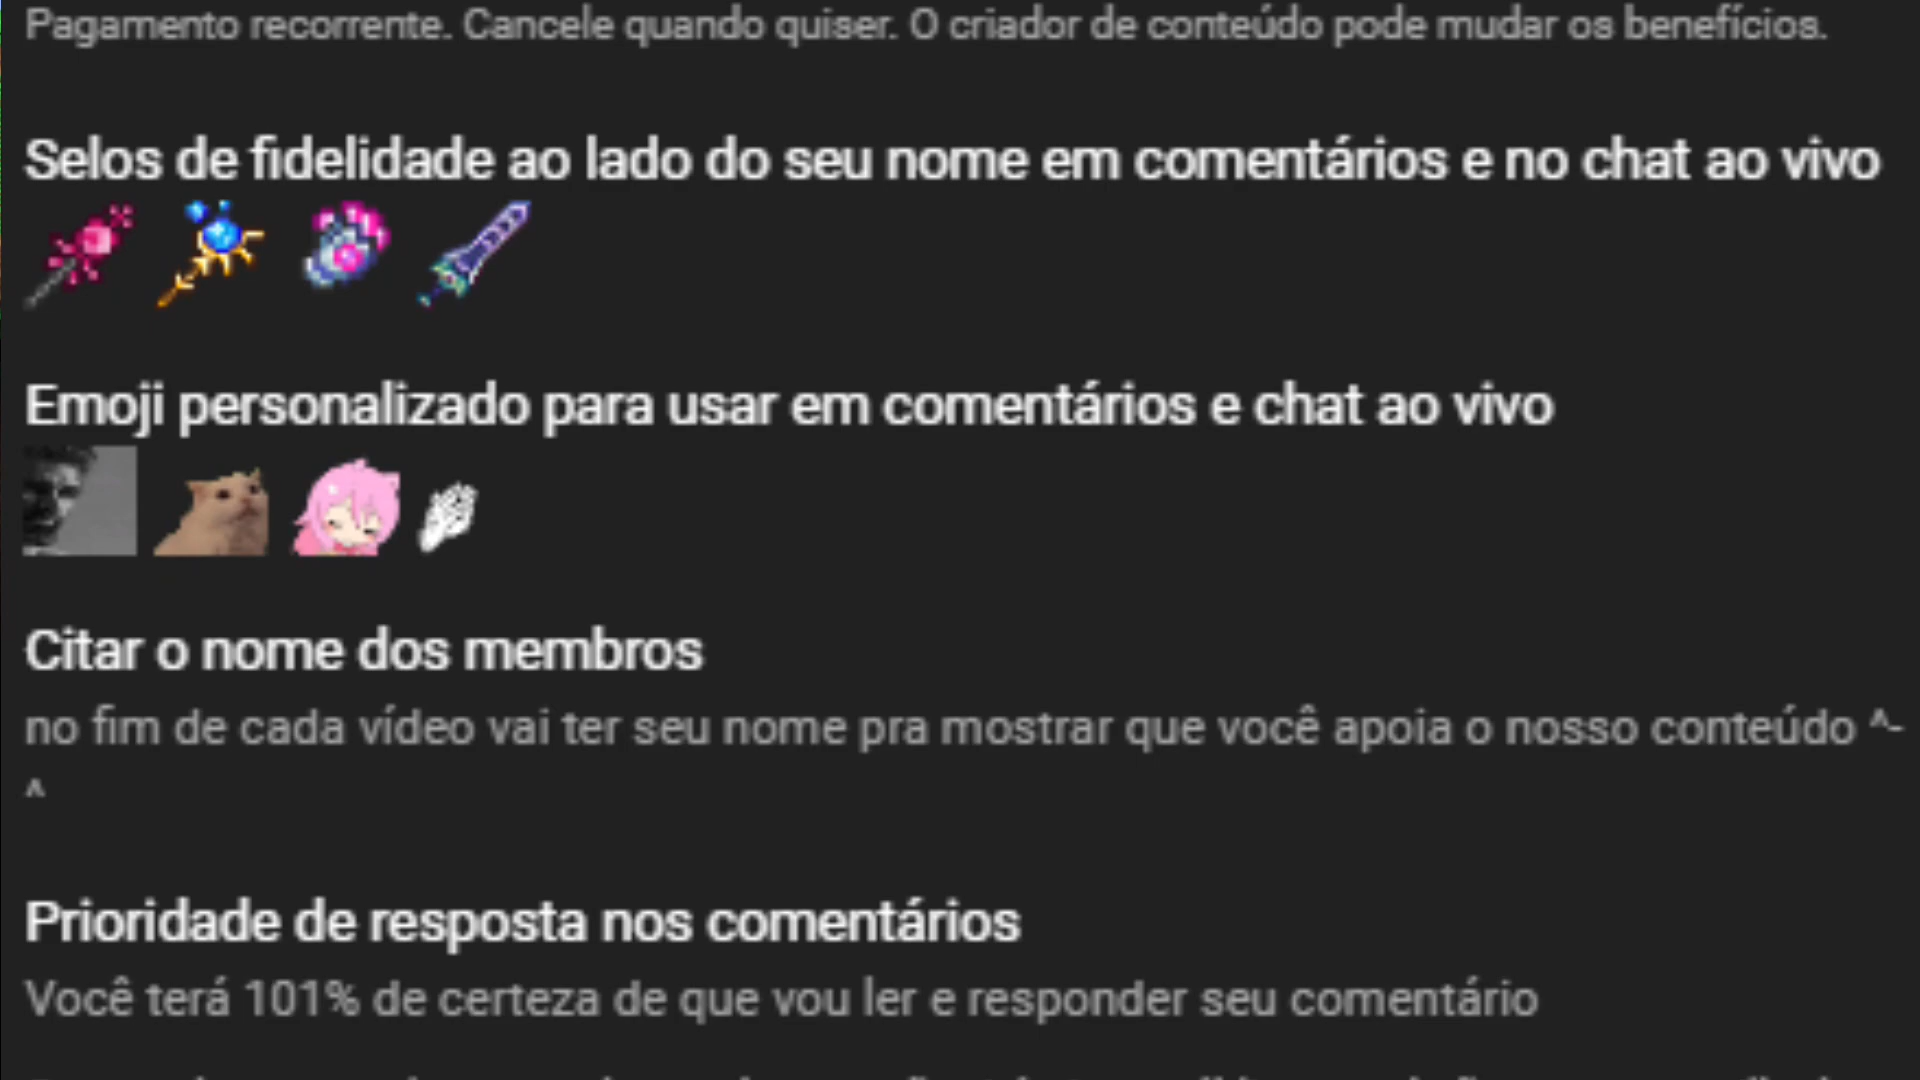 Pagamento recorrente. Cancele quando quiser. O criador de conteúdo pode mudar os benefícios.
Selos de fidelidade ao lado do seu nome em comentários e no chat ao vivo
Emoji personalizado para usar em comentários e chat ao vivo
Citar o nome dos membros
no fim de cada vídeo vai ter seu nome pra mostrar que você apoia o nosso conteúdo ^-
^
Prioridade de resposta nos comentários
Você terá 101% de certeza de que vou ler e responder seu comentário